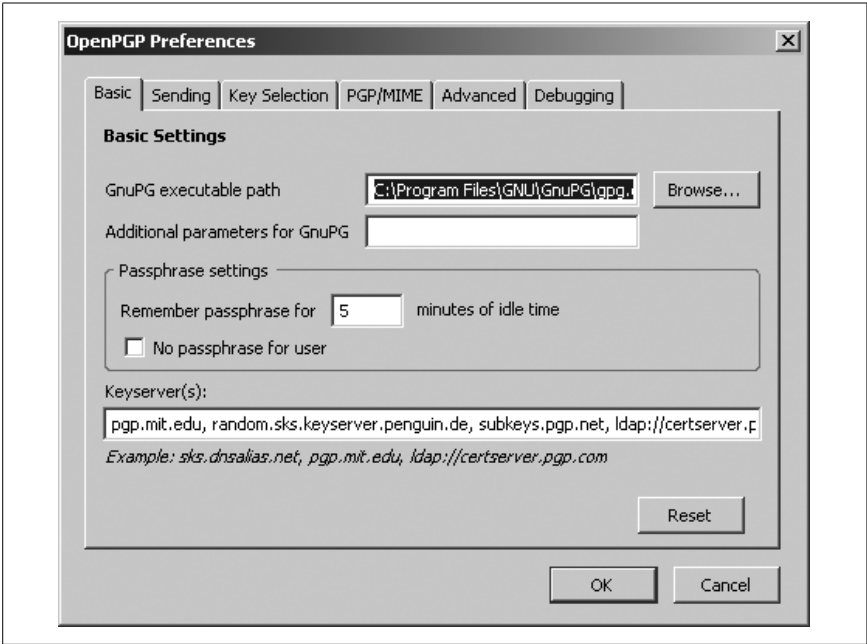 OpenPGP Preferences
Basic Sending Key Selection PGP/MIME Advanced Debugging
Basic Settings
GnuPG executable path C:\Program Files\GNU\GnuPG\gpg. Browse...
Additional parameters for GnuPG
Passphrase settings
Remember passphrase for 5 minutes of idle time
No passphrase for user
Keyserver(s):
pgp.mit.edu, random.sks.keyserver.penguin.de, subkeys.pgp.net, ldap://certserver.p
Example: sks.dnsalias.net, pgp.mit.edu, ldap://certserver.pgp.com
Reset
OK Cancel